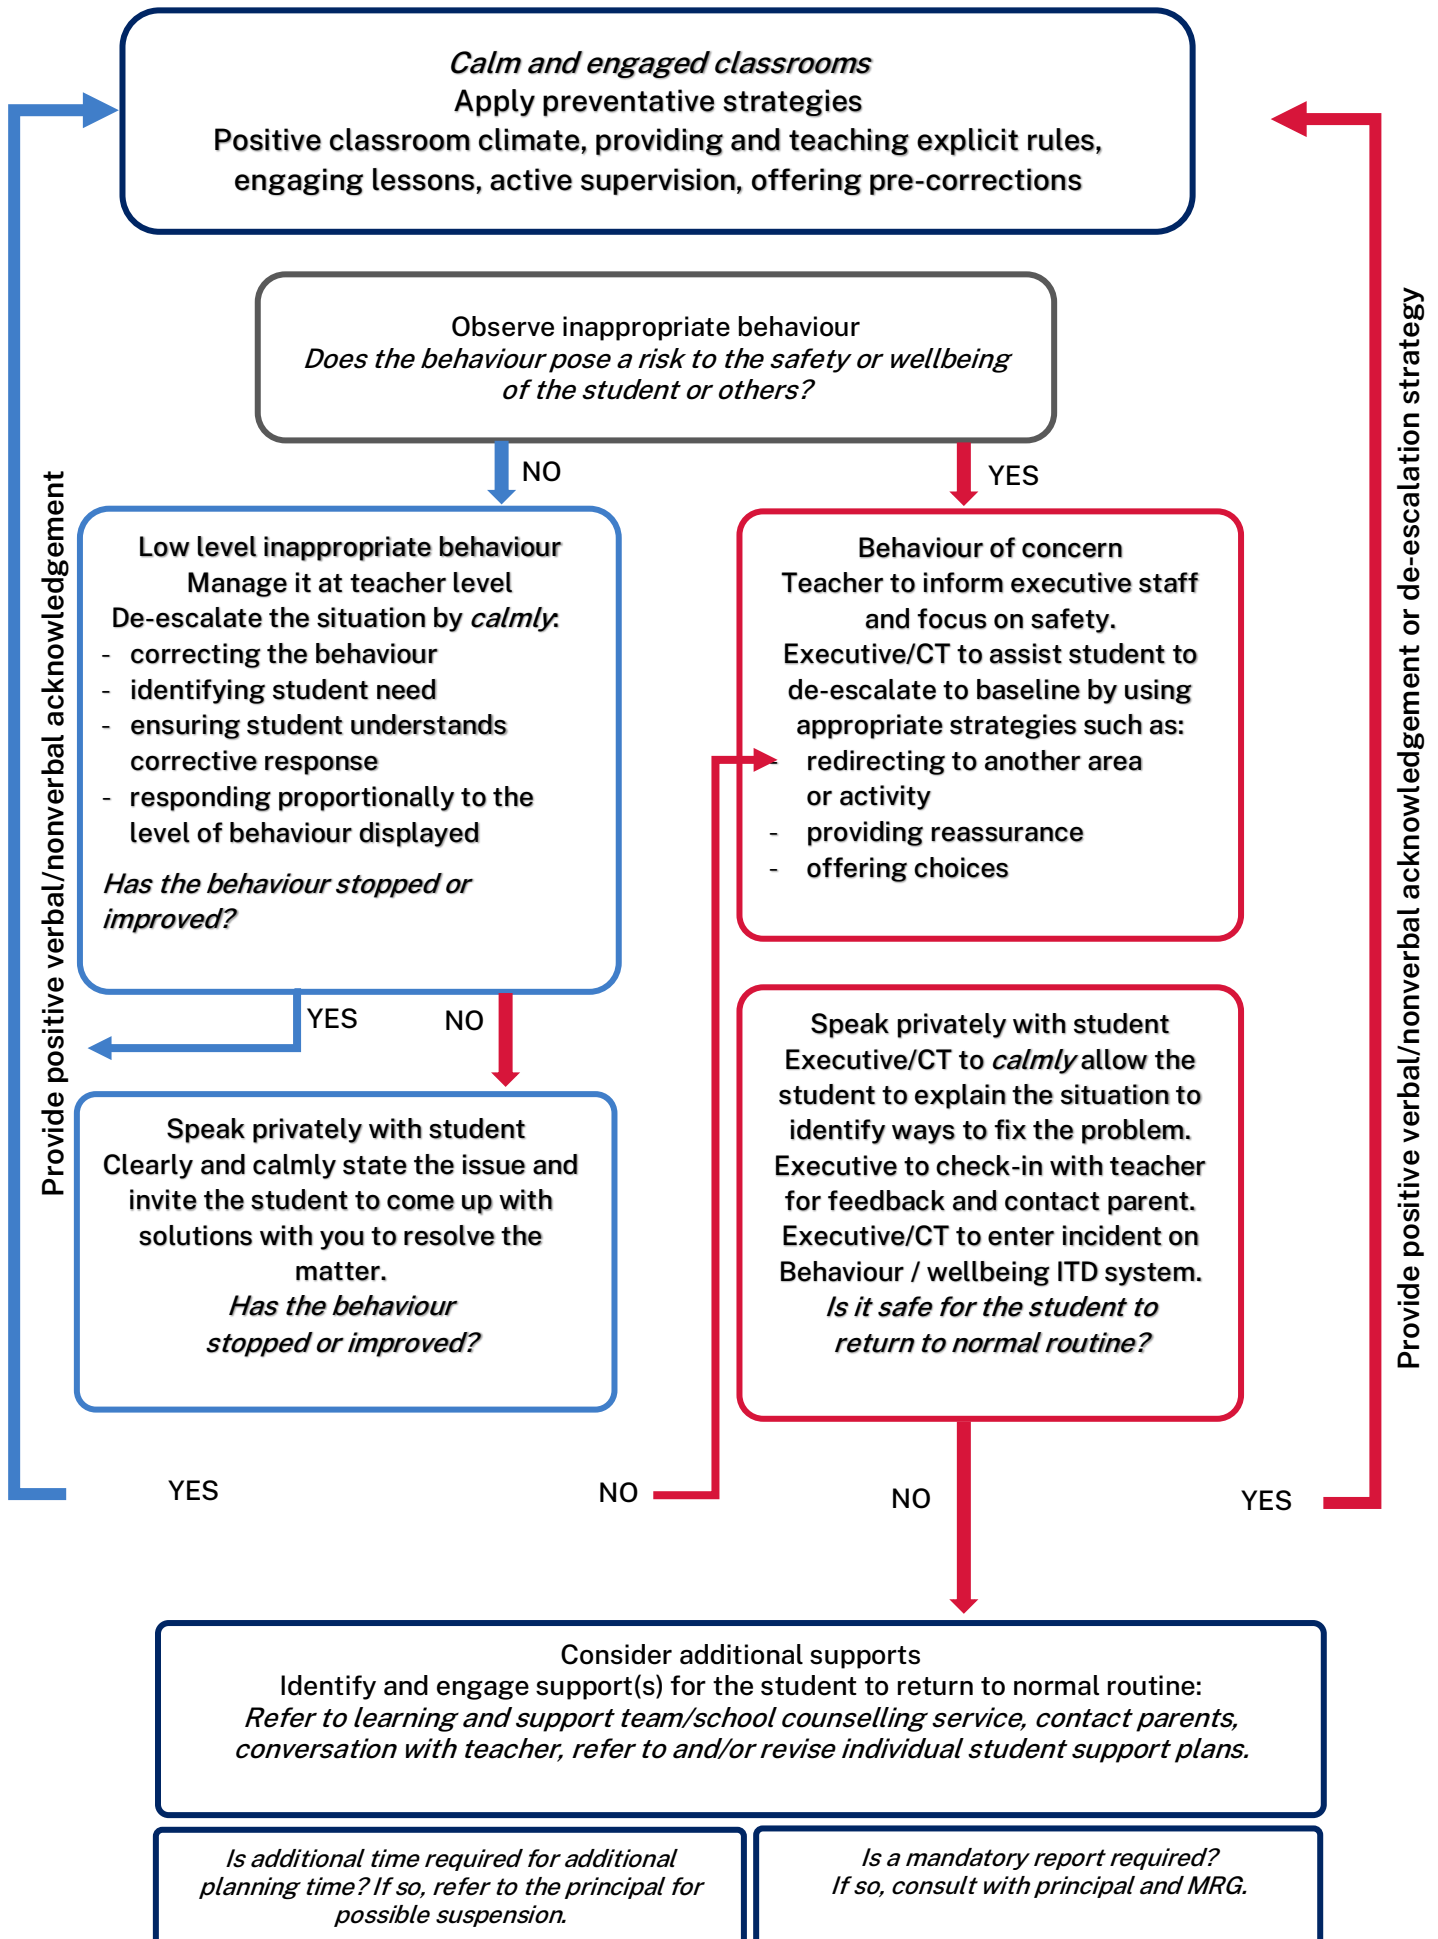 Calm and engaged classrooms
Apply preventative strategies
Positive classroom climate, providing and teaching explicit rules,
engaging lessons, active supervision, offering pre-corrections
Observe inappropriate behaviour
Does the behaviour pose a risk to the safety or wellbeing
of the student or others?
NO
YES
Low level inappropriate behaviour
Manage it at teacher level
De-escalate the situation by calmly:
- correcting the behaviour
- identifying student need
- ensuring student understands
corrective response
- responding proportionally to the
level of behaviour displayed
Has the behaviour stopped or
improved?
Behaviour of concern
Teacher to inform executive staff
and focus on safety.
Executive/CT to assist student to
de-escalate to baseline by using
appropriate strategies such as:
- redirecting to another area
or activity
- providing reassurance
- offering choices
YES
NO
Speak privately with student
Clearly and calmly state the issue and
invite the student to come up with
solutions with you to resolve the
matter.
Has the behaviour
stopped or improved?
Speak privately with student
Executive/CT to calmly allow the
student to explain the situation to
identify ways to fix the problem.
Executive to check-in with teacher
for feedback and contact parent.
Executive/CT to enter incident on
Behaviour / wellbeing ITD system.
Is it safe for the student to
return to normal routine?
YES
NO
NO
YES
Provide positive verbal/nonverbal acknowledgement
Provide positive verbal/nonverbal acknowledgement or de-escalation strategy
Consider additional supports
Identify and engage support(s) for the student to return to normal routine:
Refer to learning and support team/school counselling service, contact parents,
conversation with teacher, refer to and/or revise individual student support plans.
Is additional time required for additional
planning time? If so, refer to the principal for
possible suspension.
Is a mandatory report required?
If so, consult with principal and MRG.